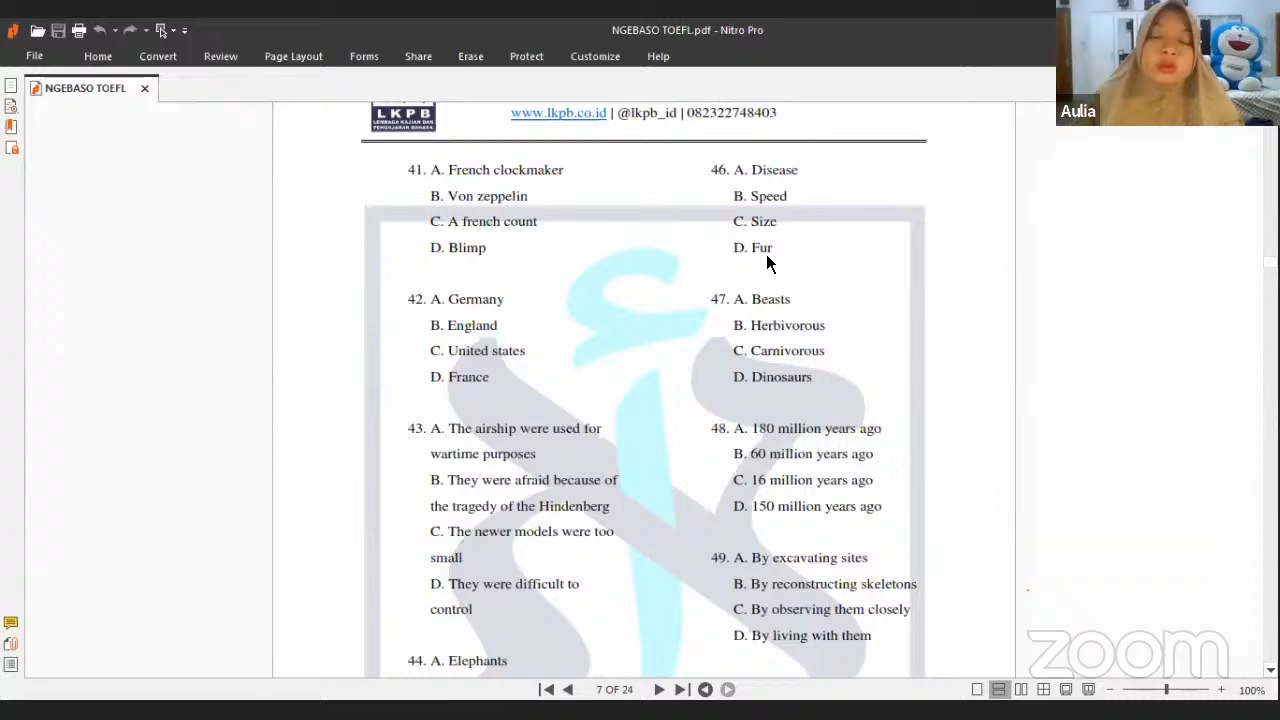 NGEBASO TOEFL.pdf - Nitro Pro
File Home Convert Review Page Layout Forms Share Erase Protect Customize Help
NGEBASO TOEFL
Aulia
LKPB
LEMBAGA KAJIAN DAN
PENGAJARAN BAHASA
www.lkpb.co.id | @lkpb_id | 082322748403
41. A. French clockmaker
B. Von zeppelin
C. A french count
D. Blimp
42. A. Germany
B. England
C. United states
D. France
43. A. The airship were used for
wartime purposes
B. They were afraid because of
the tragedy of the Hindenberg
C. The newer models were too
small
D. They were difficult to
control
44. A. Elephants
46. A. Disease
B. Speed
C. Size
D. Fur
47. A. Beasts
B. Herbivorous
C. Carnivorous
D. Dinosaurs
48. A. 180 million years ago
B. 60 million years ago
C. 16 million years ago
D. 150 million years ago
49. A. By excavating sites
B. By reconstructing skeletons
C. By observing them closely
D. By living with them
zoom
7 OF 24
100%